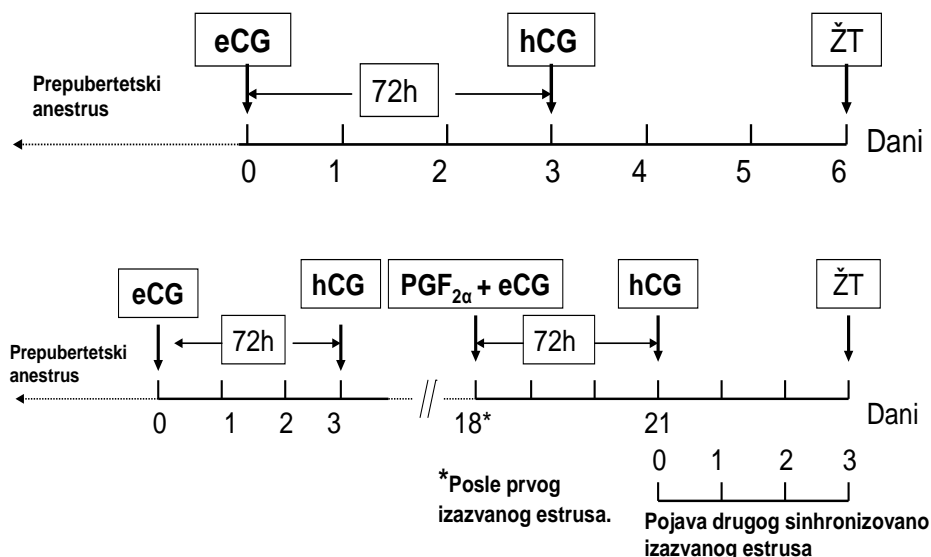 eCG
hCG
ŽT
72h
Prepubertetski
anestrus
Dani
0 1 2 3 4 5 6
eCG
hCG
PGF2α + eCG
hCG
ŽT
72h
72h
Prepubertetski
anestrus
Dani
0 1 2 3 18* 21
0 1 2 3
*Posle prvog
izazvanog estrusa.
Pojava drugog sinhronizovano
izazvanog estrusa